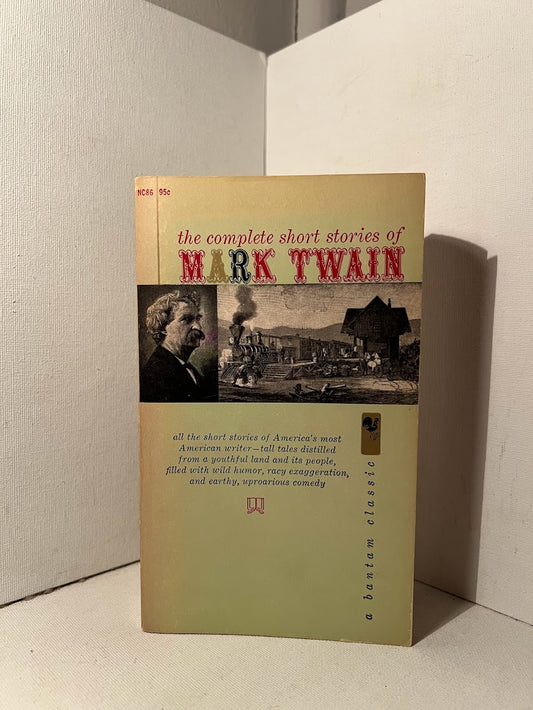 NC86 95c
the complete short stories of
MARK TWAIN
all the short stories of America's most
American writer—tall tales distilled
from a youthful land and its people,
filled with wild humor, racy exaggeration,
and earthy, uproarious comedy
a bantam classic